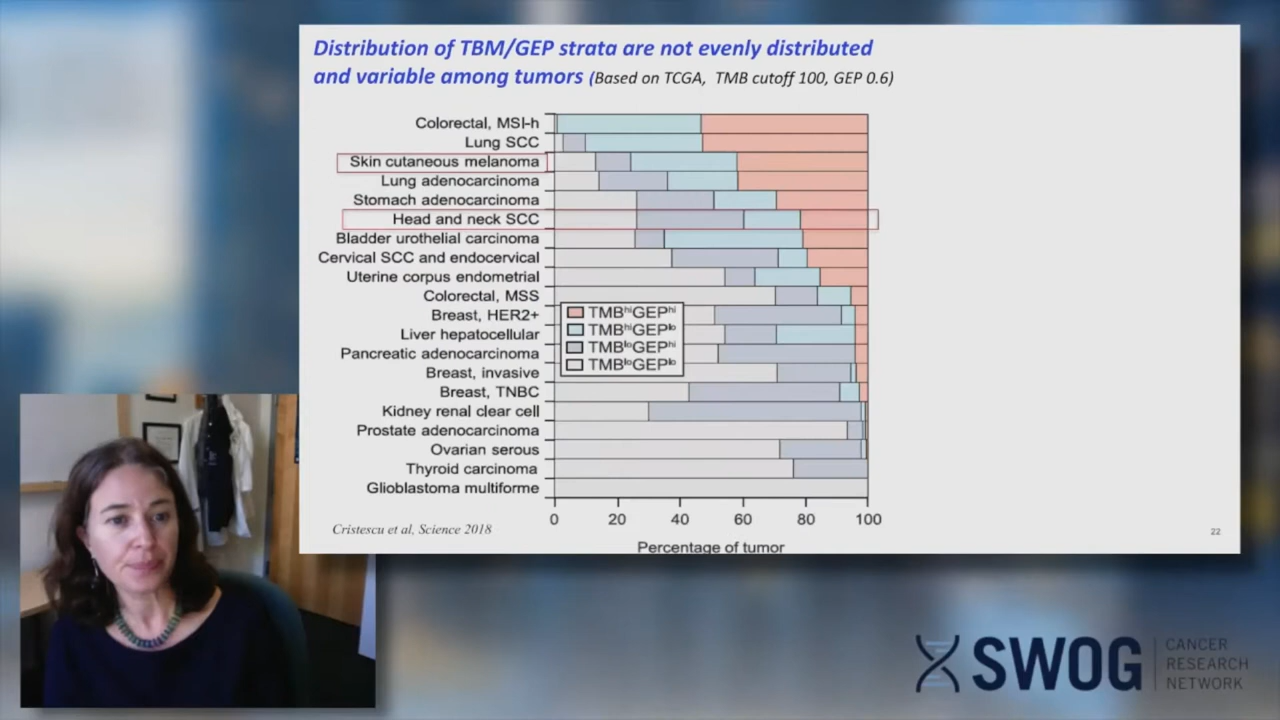 Distribution of TBM/GEP strata are not evenly distributed
and variable among tumors (Based on TCGA, TMB cutoff 100, GEP 0.6)
Colorectal, MSI-h
Lung SCC
Skin cutaneous melanoma
Lung adenocarcinoma
Stomach adenocarcinoma
Head and neck SCC
Bladder urothelial carcinoma
Cervical SCC and endocervical
Uterine corpus endometrial
Colorectal, MSS
Breast, HER2+
Liver hepatocellular
Pancreatic adenocarcinoma
Breast, invasive
Breast, TNBC
Kidney renal clear cell
Prostate adenocarcinoma
Ovarian serous
Thyroid carcinoma
Glioblastoma multiforme
TMBhiGEPhi
TMBhiGEPlo
TMBloGEPhi
TMBloGEPlo
0 20 40 60 80 100
Percentage of tumor
Cristescu et al, Science 2018
22
SWOG
CANCER
RESEARCH
NETWORK